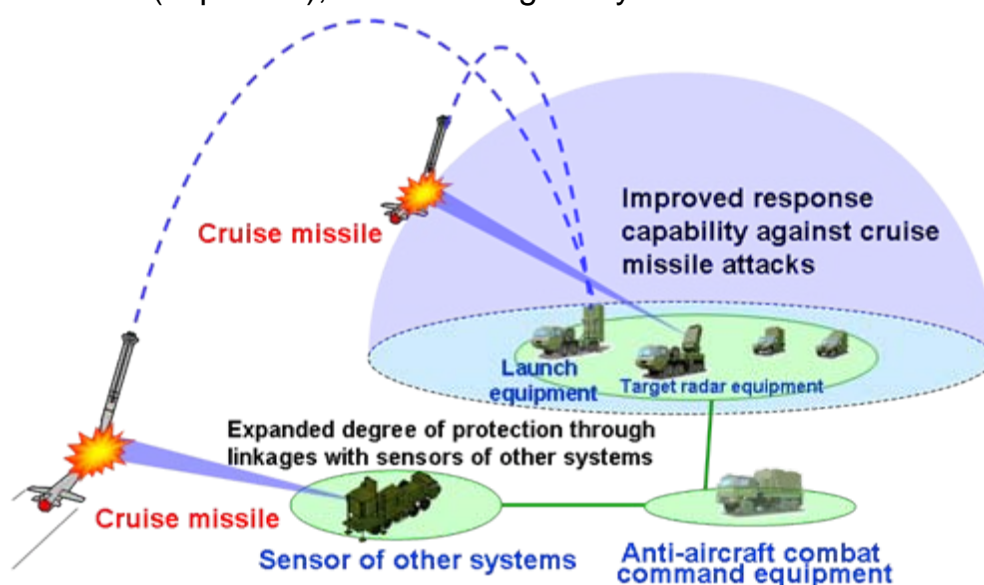 Cruise missile
Improved response
capability against cruise
missile attacks
Launch
equipment
Target radar equipment
Expanded degree of protection through
linkages with sensors of other systems
Cruise missile
Sensor of other systems
Anti-aircraft combat
command equipment